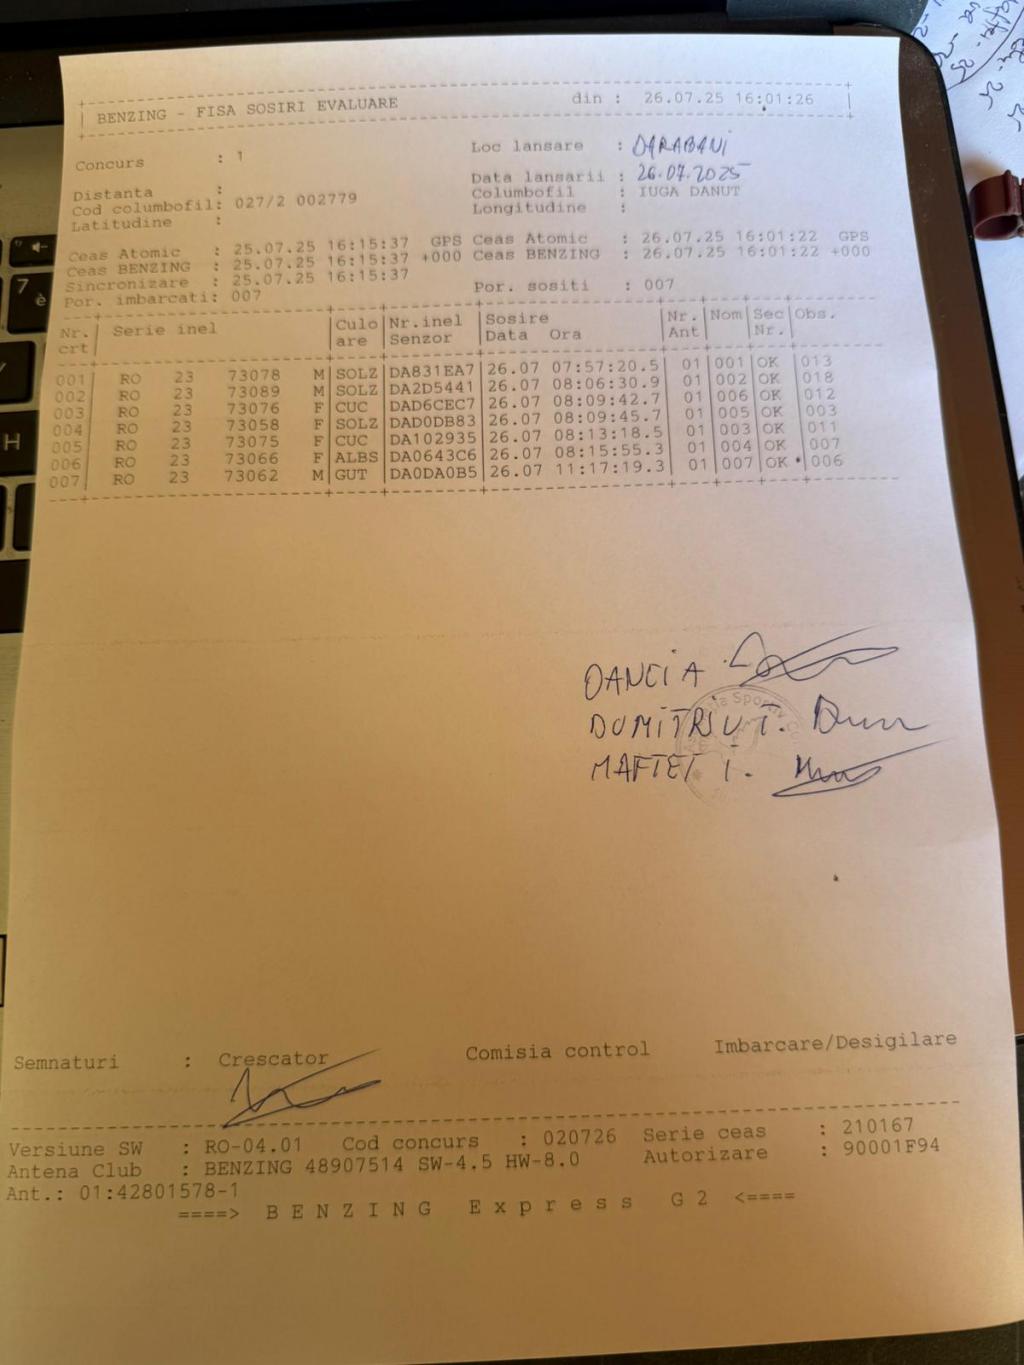 BENZING - FISA SOSIRI EVALUARE din : 26.07.25 16:01:26
Concurs : 1 Loc lansare : DARABANI
Data lansarii : 26.07.2025
Distanta : Columbofil : IUGA DANUT
Cod columbofil: 027/2 002779 Longitudine :
Latitudine :
Ceas Atomic : 25.07.25 16:15:37 GPS Ceas Atomic : 26.07.25 16:01:22 GPS
Ceas BENZING : 25.07.25 16:15:37 +000 Ceas BENZING : 26.07.25 16:01:22 +000
Sincronizare : 25.07.25 16:15:37
Por. imbarcati: 007 Por. sositi : 007
Nr. Serie inel Culo Nr.inel Sosire Nr. Nom Sec Obs.
crt are Senzor Data Ora Ant Nr.
001 RO 23 73078 M SOLZ DA831EA7 26.07 07:57:20.5 01 001 OK 013
002 RO 23 73089 M SOLZ DA2D5441 26.07 08:06:30.9 01 002 OK 018
003 RO 23 73076 F CUC DAD6CEC7 26.07 08:09:42.7 01 006 OK 012
004 RO 23 73058 F SOLZ DAD0DB83 26.07 08:09:45.7 01 005 OK 003
005 RO 23 73075 F CUC DA102935 26.07 08:13:18.5 01 003 OK 011
006 RO 23 73066 F ALBS DA0643C6 26.07 08:15:55.3 01 004 OK 007
007 RO 23 73062 M GUT DA0DA0B5 26.07 11:17:19.3 01 007 OK 006
OANCIA
DUMITRIU T.
MAFTEI I.
Semnaturi : Crescator Comisia control Imbarcare/Desigilare
Versiune SW : RO-04.01 Cod concurs : 020726 Serie ceas : 210167
Antena Club : BENZING 48907514 SW-4.5 HW-8.0 Autorizare : 90001F94
Ant.: 01:42801578-1
====> B E N Z I N G E x p r e s s G 2 <====